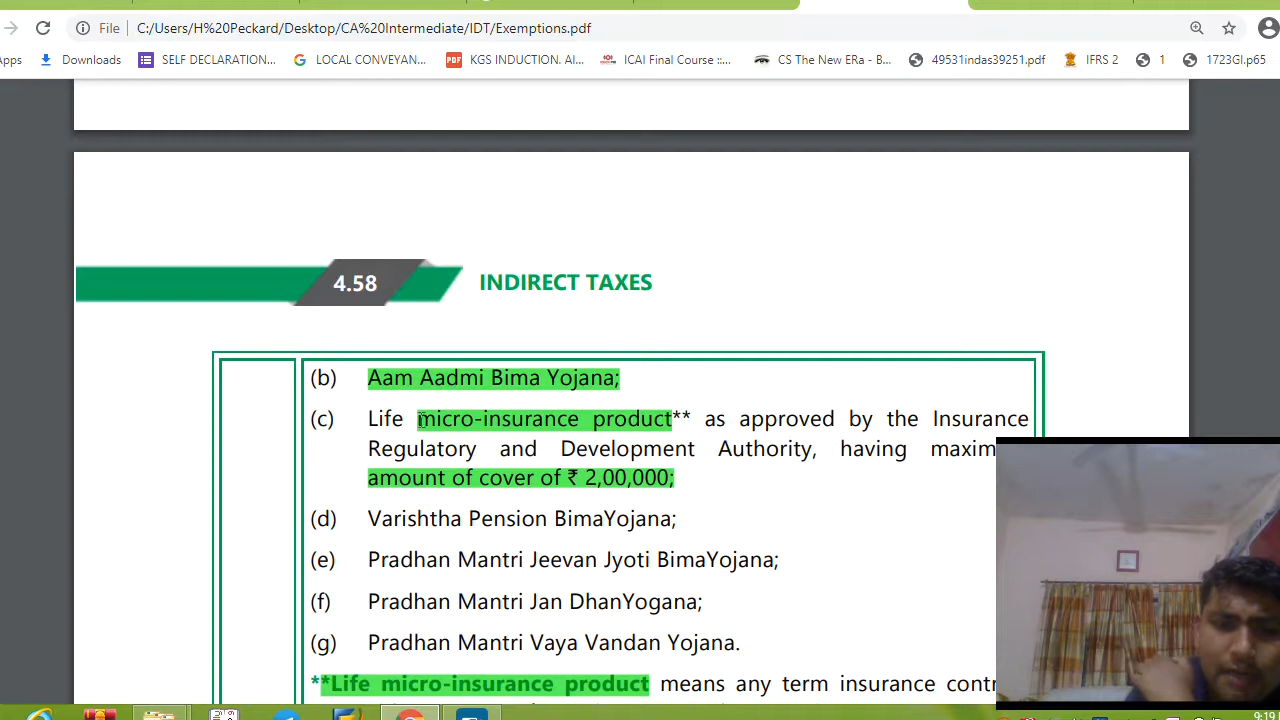 File C:/Users/H%20Peckard/Desktop/CA%20Intermediate/IDT/Exemptions.pdf
Apps Downloads SELF DECLARATION... LOCAL CONVEYAN... KGS INDUCTION. AI... ICAI Final Course ::... CS The New ERa - B... 49531indas39251.pdf IFRS 2 1 1723GI.p65
4.58 INDIRECT TAXES
(b) Aam Aadmi Bima Yojana;
(c) Life micro-insurance product** as approved by the Insurance
Regulatory and Development Authority, having maxim
amount of cover of ₹ 2,00,000;
(d) Varishtha Pension BimaYojana;
(e) Pradhan Mantri Jeevan Jyoti BimaYojana;
(f) Pradhan Mantri Jan DhanYogana;
(g) Pradhan Mantri Vaya Vandan Yojana.
**Life micro-insurance product means any term insurance contr